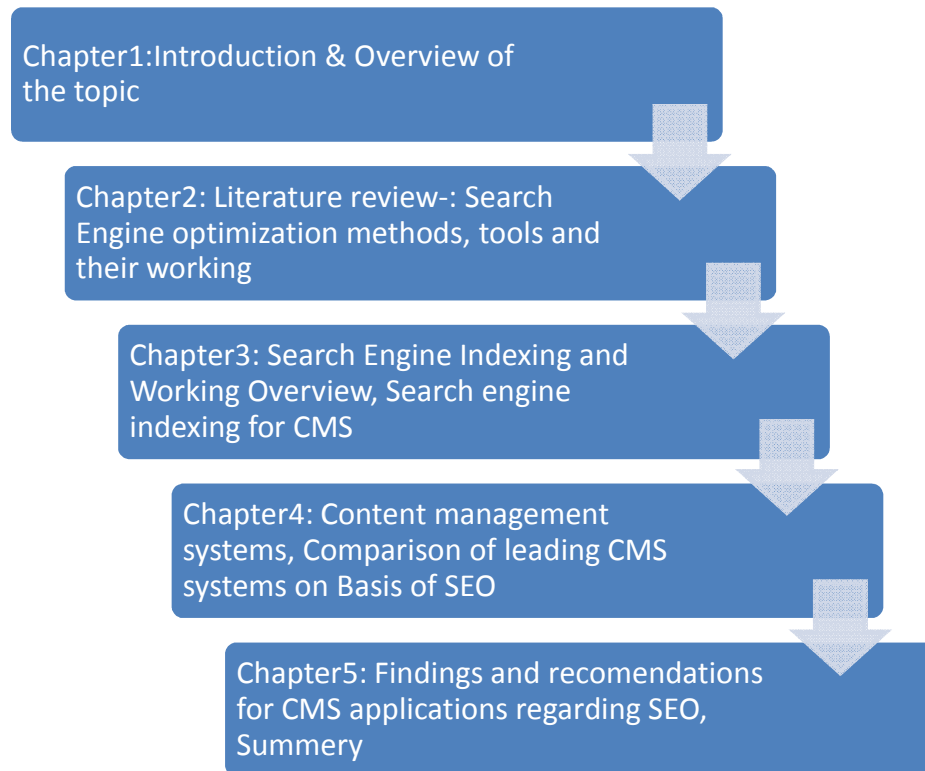 Chapter1:Introduction & Overview of
the topic
Chapter2: Literature review-: Search
Engine optimization methods, tools and
their working
Chapter3: Search Engine Indexing and
Working Overview, Search engine
indexing for CMS
Chapter4: Content management
systems, Comparison of leading CMS
systems on Basis of SEO
Chapter5: Findings and recomendations
for CMS applications regarding SEO,
Summery